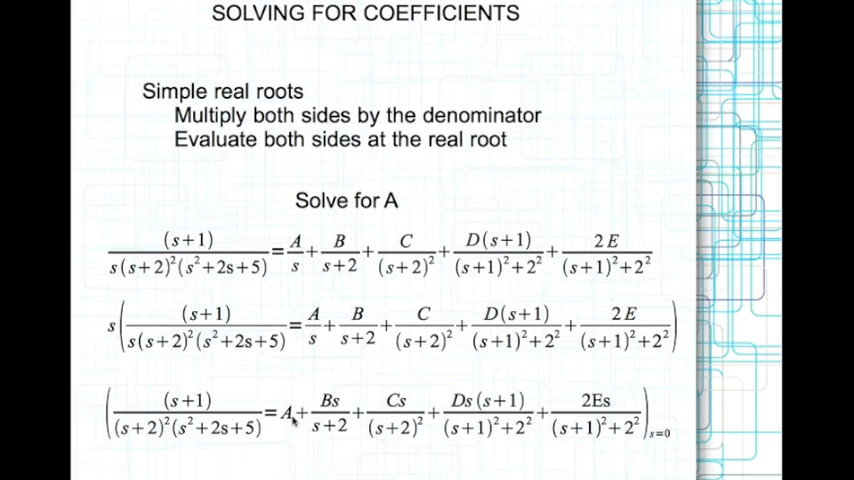 SOLVING FOR COEFFICIENTS
Simple real roots
Multiply both sides by the denominator
Evaluate both sides at the real root
Solve for A
(s+1)/(s(s+2)²(s²+2s+5)) = A/s + B/(s+2) + C/(s+2)² + D(s+1)/((s+1)²+2²) + 2E/((s+1)²+2²)
s((s+1)/(s(s+2)²(s²+2s+5)) = A/s + B/(s+2) + C/(s+2)² + D(s+1)/((s+1)²+2²) + 2E/((s+1)²+2²))
((s+1)/((s+2)²(s²+2s+5)) = A + Bs/(s+2) + Cs/(s+2)² + Ds(s+1)/((s+1)²+2²) + 2Es/((s+1)²+2²))s=0